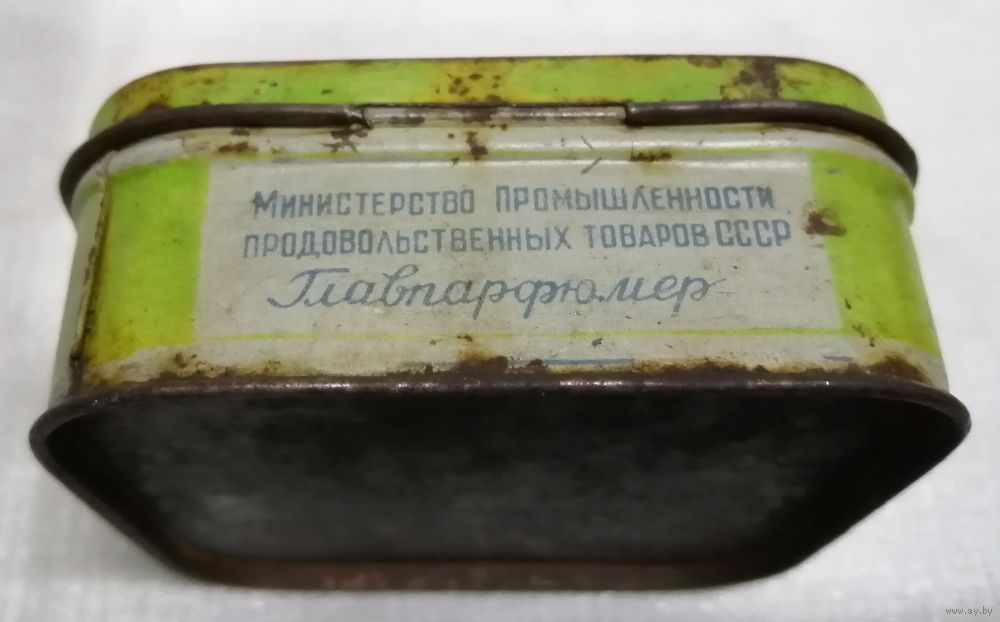 Министерство промышленности
продовольственных товаров СССР
Главпарфюмер
www.ay.by